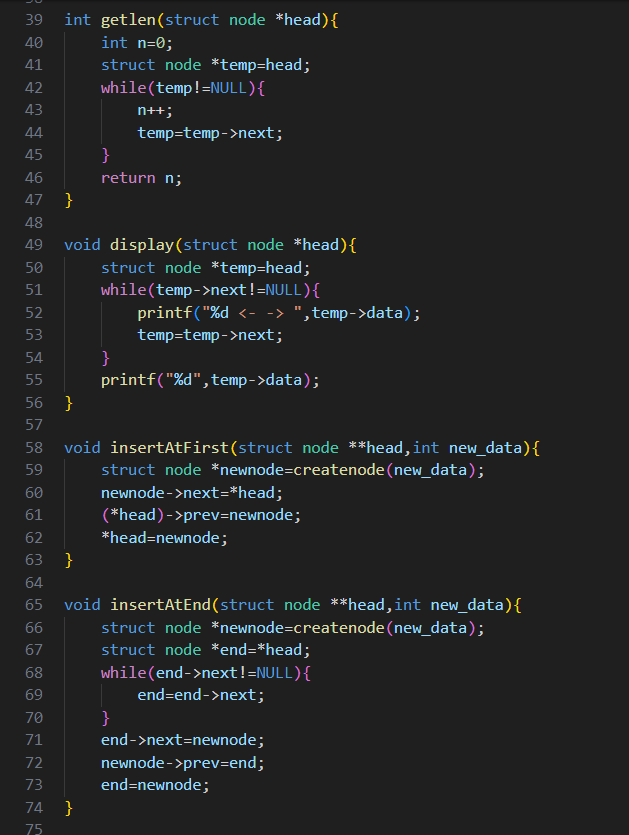 39 int getlen(struct node *head){
40     int n=0;
41     struct node *temp=head;
42     while(temp!=NULL){
43         n++;
44         temp=temp->next;
45     }
46     return n;
47 }
48
49 void display(struct node *head){
50     struct node *temp=head;
51     while(temp->next!=NULL){
52         printf("%d <- -> ",temp->data);
53         temp=temp->next;
54     }
55     printf("%d",temp->data);
56 }
57
58 void insertAtFirst(struct node **head,int new_data){
59     struct node *newnode=createnode(new_data);
60     newnode->next=*head;
61     (*head)->prev=newnode;
62     *head=newnode;
63 }
64
65 void insertAtEnd(struct node **head,int new_data){
66     struct node *newnode=createnode(new_data);
67     struct node *end=*head;
68     while(end->next!=NULL){
69         end=end->next;
70     }
71     end->next=newnode;
72     newnode->prev=end;
73     end=newnode;
74 }
75